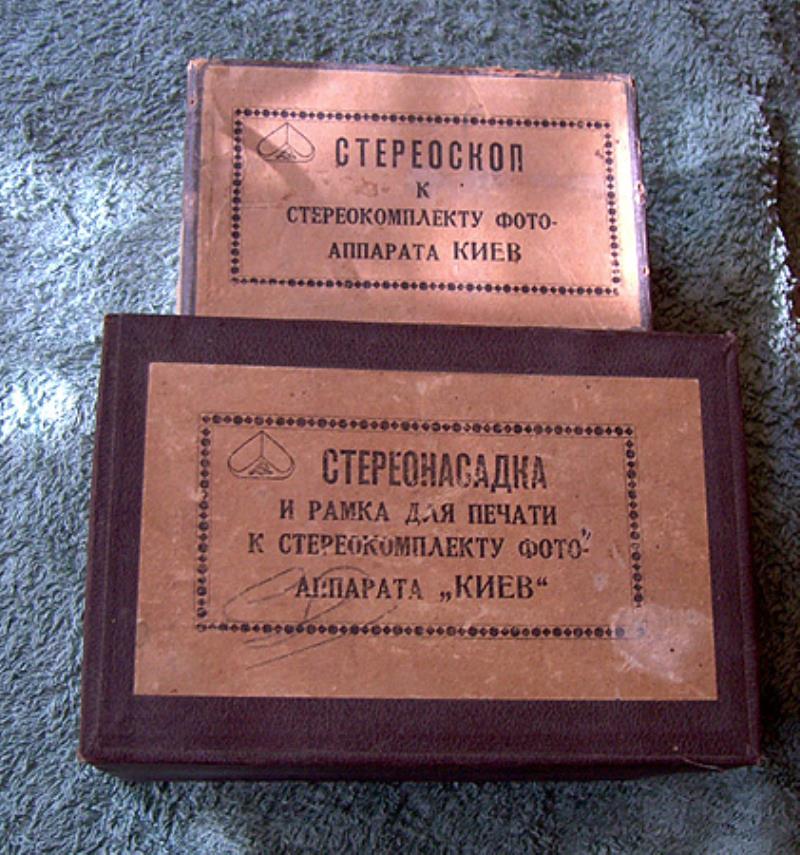 СТЕРЕОСКОП
К
СТЕРЕОКОМПЛЕКТУ ФОТО-
АППАРАТА КИЕВ
СТЕРЕОНАСАДКА
И РАМКА ДЛЯ ПЕЧАТИ
К СТЕРЕОКОМПЛЕКТУ ФОТО-
АППАРАТА „КИЕВ“